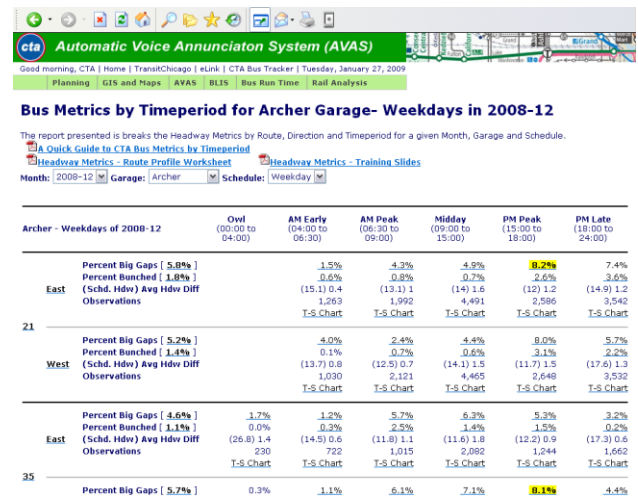 cta Automatic Voice Annunciaton System (AVAS)
Good morning, CTA | Home | TransitChicago | eLink | CTA Bus Tracker | Tuesday, January 27, 2009
Planning GIS and Maps AVAS BLIS Bus Run Time Rail Analysis
Bus Metrics by Timeperiod for Archer Garage- Weekdays in 2008-12
The report presented is breaks the Headway Metrics by Route, Direction and Timeperiod for a given Month, Garage and Schedule.
A Quick Guide to CTA Bus Metrics by Timeperiod
Headway Metrics - Route Profile Worksheet Headway Metrics - Training Slides
Month: 2008-12 Garage: Archer Schedule: Weekday
Archer - Weekdays of 2008-12 Owl (00:00 to 04:00) AM Early (04:00 to 06:30) AM Peak (06:30 to 09:00) Midday (09:00 to 15:00) PM Peak (15:00 to 18:00) PM Late (18:00 to 24:00)
Percent Big Gaps [ 5.8% ] 1.5% 4.3% 4.9% 8.2% 7.4%
Percent Bunched [ 1.8% ] 0.6% 0.8% 0.7% 2.6% 3.6%
East (Schd. Hdw) Avg Hdw Diff (15.1) 0.4 (13.1) 1 (14) 1.6 (12) 1.2 (14.9) 1.2
Observations 1,263 1,992 4,491 2,586 3,542
T-S Chart T-S Chart T-S Chart T-S Chart T-S Chart
21
Percent Big Gaps [ 5.2% ] 4.0% 2.4% 4.4% 8.0% 5.7%
Percent Bunched [ 1.4% ] 0.1% 0.7% 0.6% 3.1% 2.2%
West (Schd. Hdw) Avg Hdw Diff (13.7) 0.8 (12.5) 0.7 (14.1) 1.5 (11.7) 1.5 (17.6) 1.3
Observations 1,030 2,121 4,465 2,648 3,532
T-S Chart T-S Chart T-S Chart T-S Chart T-S Chart
Percent Big Gaps [ 4.6% ] 1.7% 1.2% 5.7% 6.3% 5.3% 3.2%
Percent Bunched [ 1.1% ] 0.0% 0.3% 2.5% 1.4% 1.5% 0.2%
East (Schd. Hdw) Avg Hdw Diff (26.8) 1.4 (14.5) 0.6 (11.8) 1.1 (11.6) 1.8 (12.2) 0.9 (17.3) 0.6
Observations 230 722 1,015 2,082 1,244 1,662
T-S Chart T-S Chart T-S Chart T-S Chart T-S Chart T-S Chart
35
Percent Big Gaps [ 5.7% ] 0.3% 1.1% 6.1% 7.1% 8.1% 4.4%